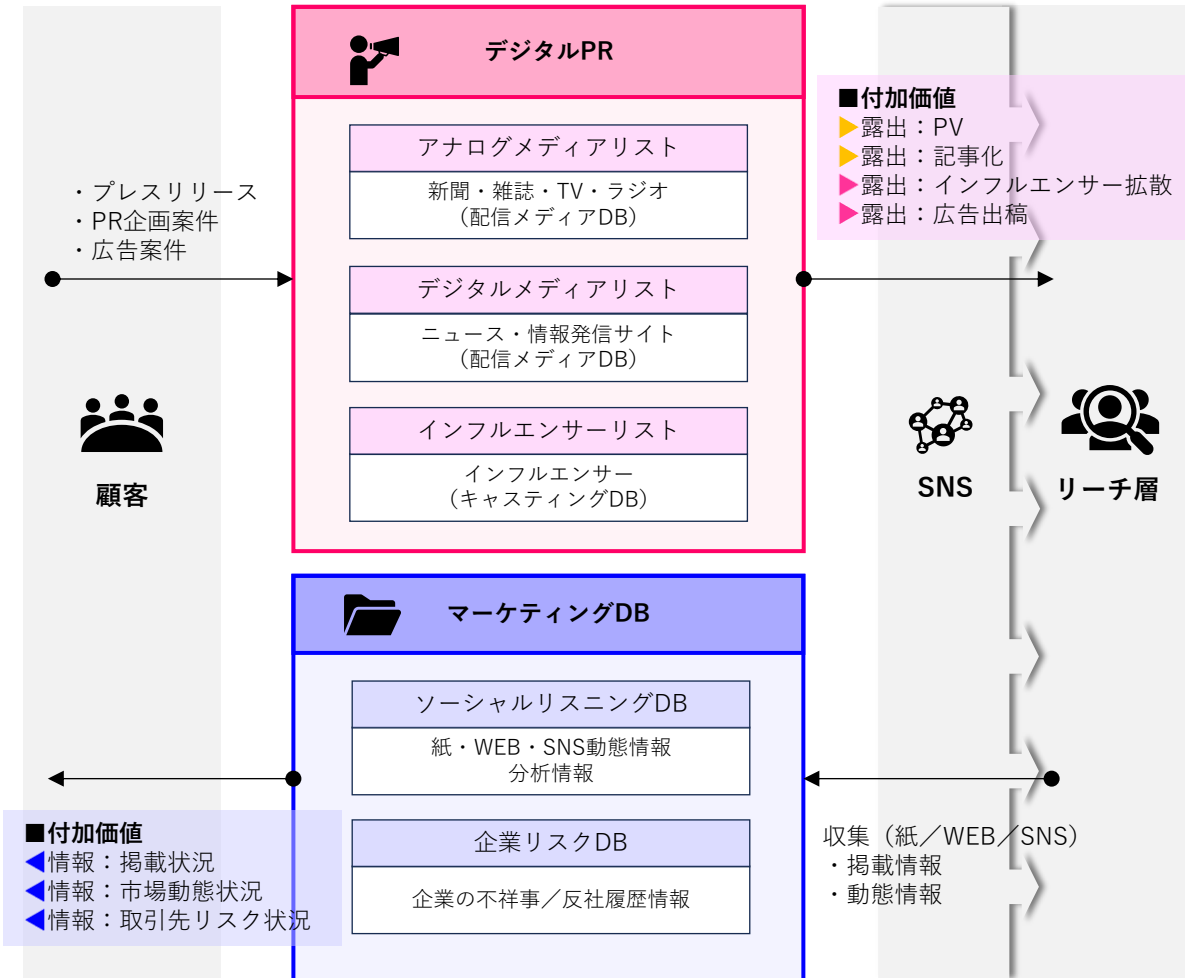 デジタルPR
アナログメディアリスト
新聞・雑誌・TV・ラジオ
(配信メディアDB)
デジタルメディアリスト
ニュース・情報発信サイト
(配信メディアDB)
インフルエンサーリスト
インフルエンサー
(キャスティングDB)
・プレスリリース
・PR企画案件
・広告案件
■付加価値
▶露出：PV
▶露出：記事化
▶露出：インフルエンサー拡散
▶露出：広告出稿
顧客
SNS
リーチ層
マーケティングDB
ソーシャルリスニングDB
紙・WEB・SNS動態情報
分析情報
企業リスクDB
企業の不祥事／反社履歴情報
■付加価値
◀情報：掲載状況
◀情報：市場動態状況
◀情報：取引先リスク状況
収集（紙／WEB／SNS）
・掲載情報
・動態情報